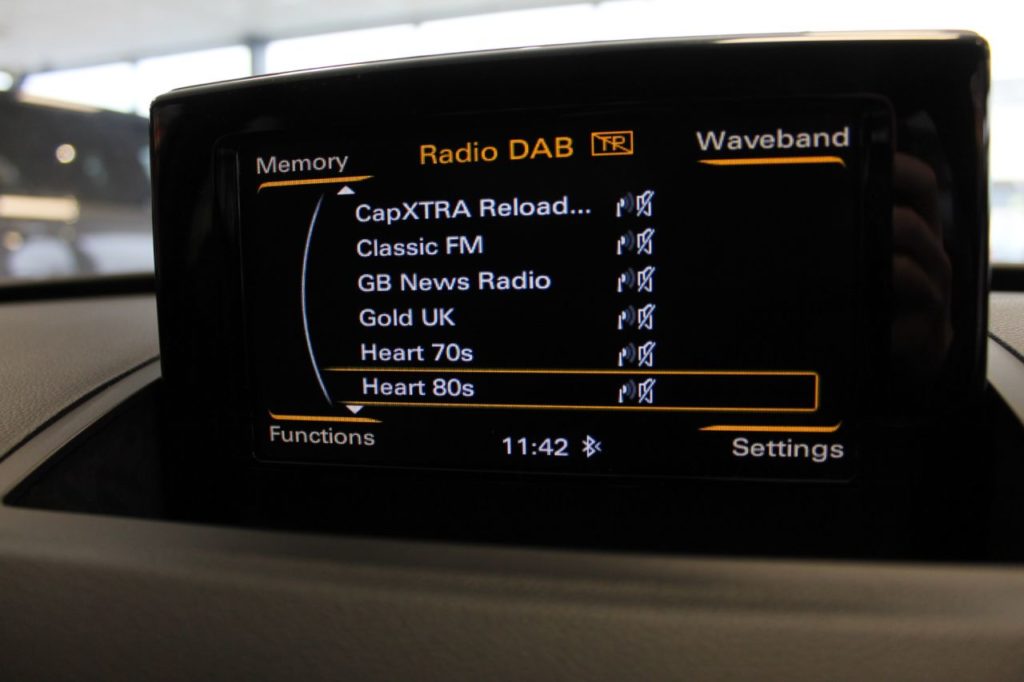 Memory
Radio DAB TP
Waveband
CapXTRA Reload...
Classic FM
GB News Radio
Gold UK
Heart 70s
Heart 80s
Functions
11:42
Settings